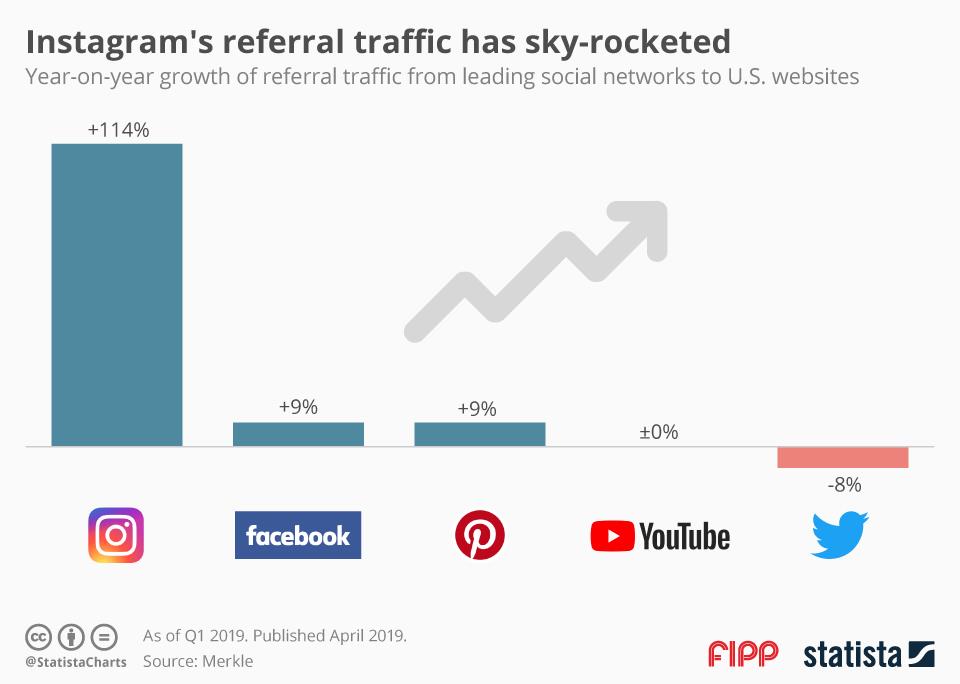 Instagram's referral traffic has sky-rocketed
Year-on-year growth of referral traffic from leading social networks to U.S. websites
+114%
+9%
+9%
±0%
-8%
facebook
YouTube
cc
@StatistaCharts
As of Q1 2019. Published April 2019.
Source: Merkle
FIPP
statista